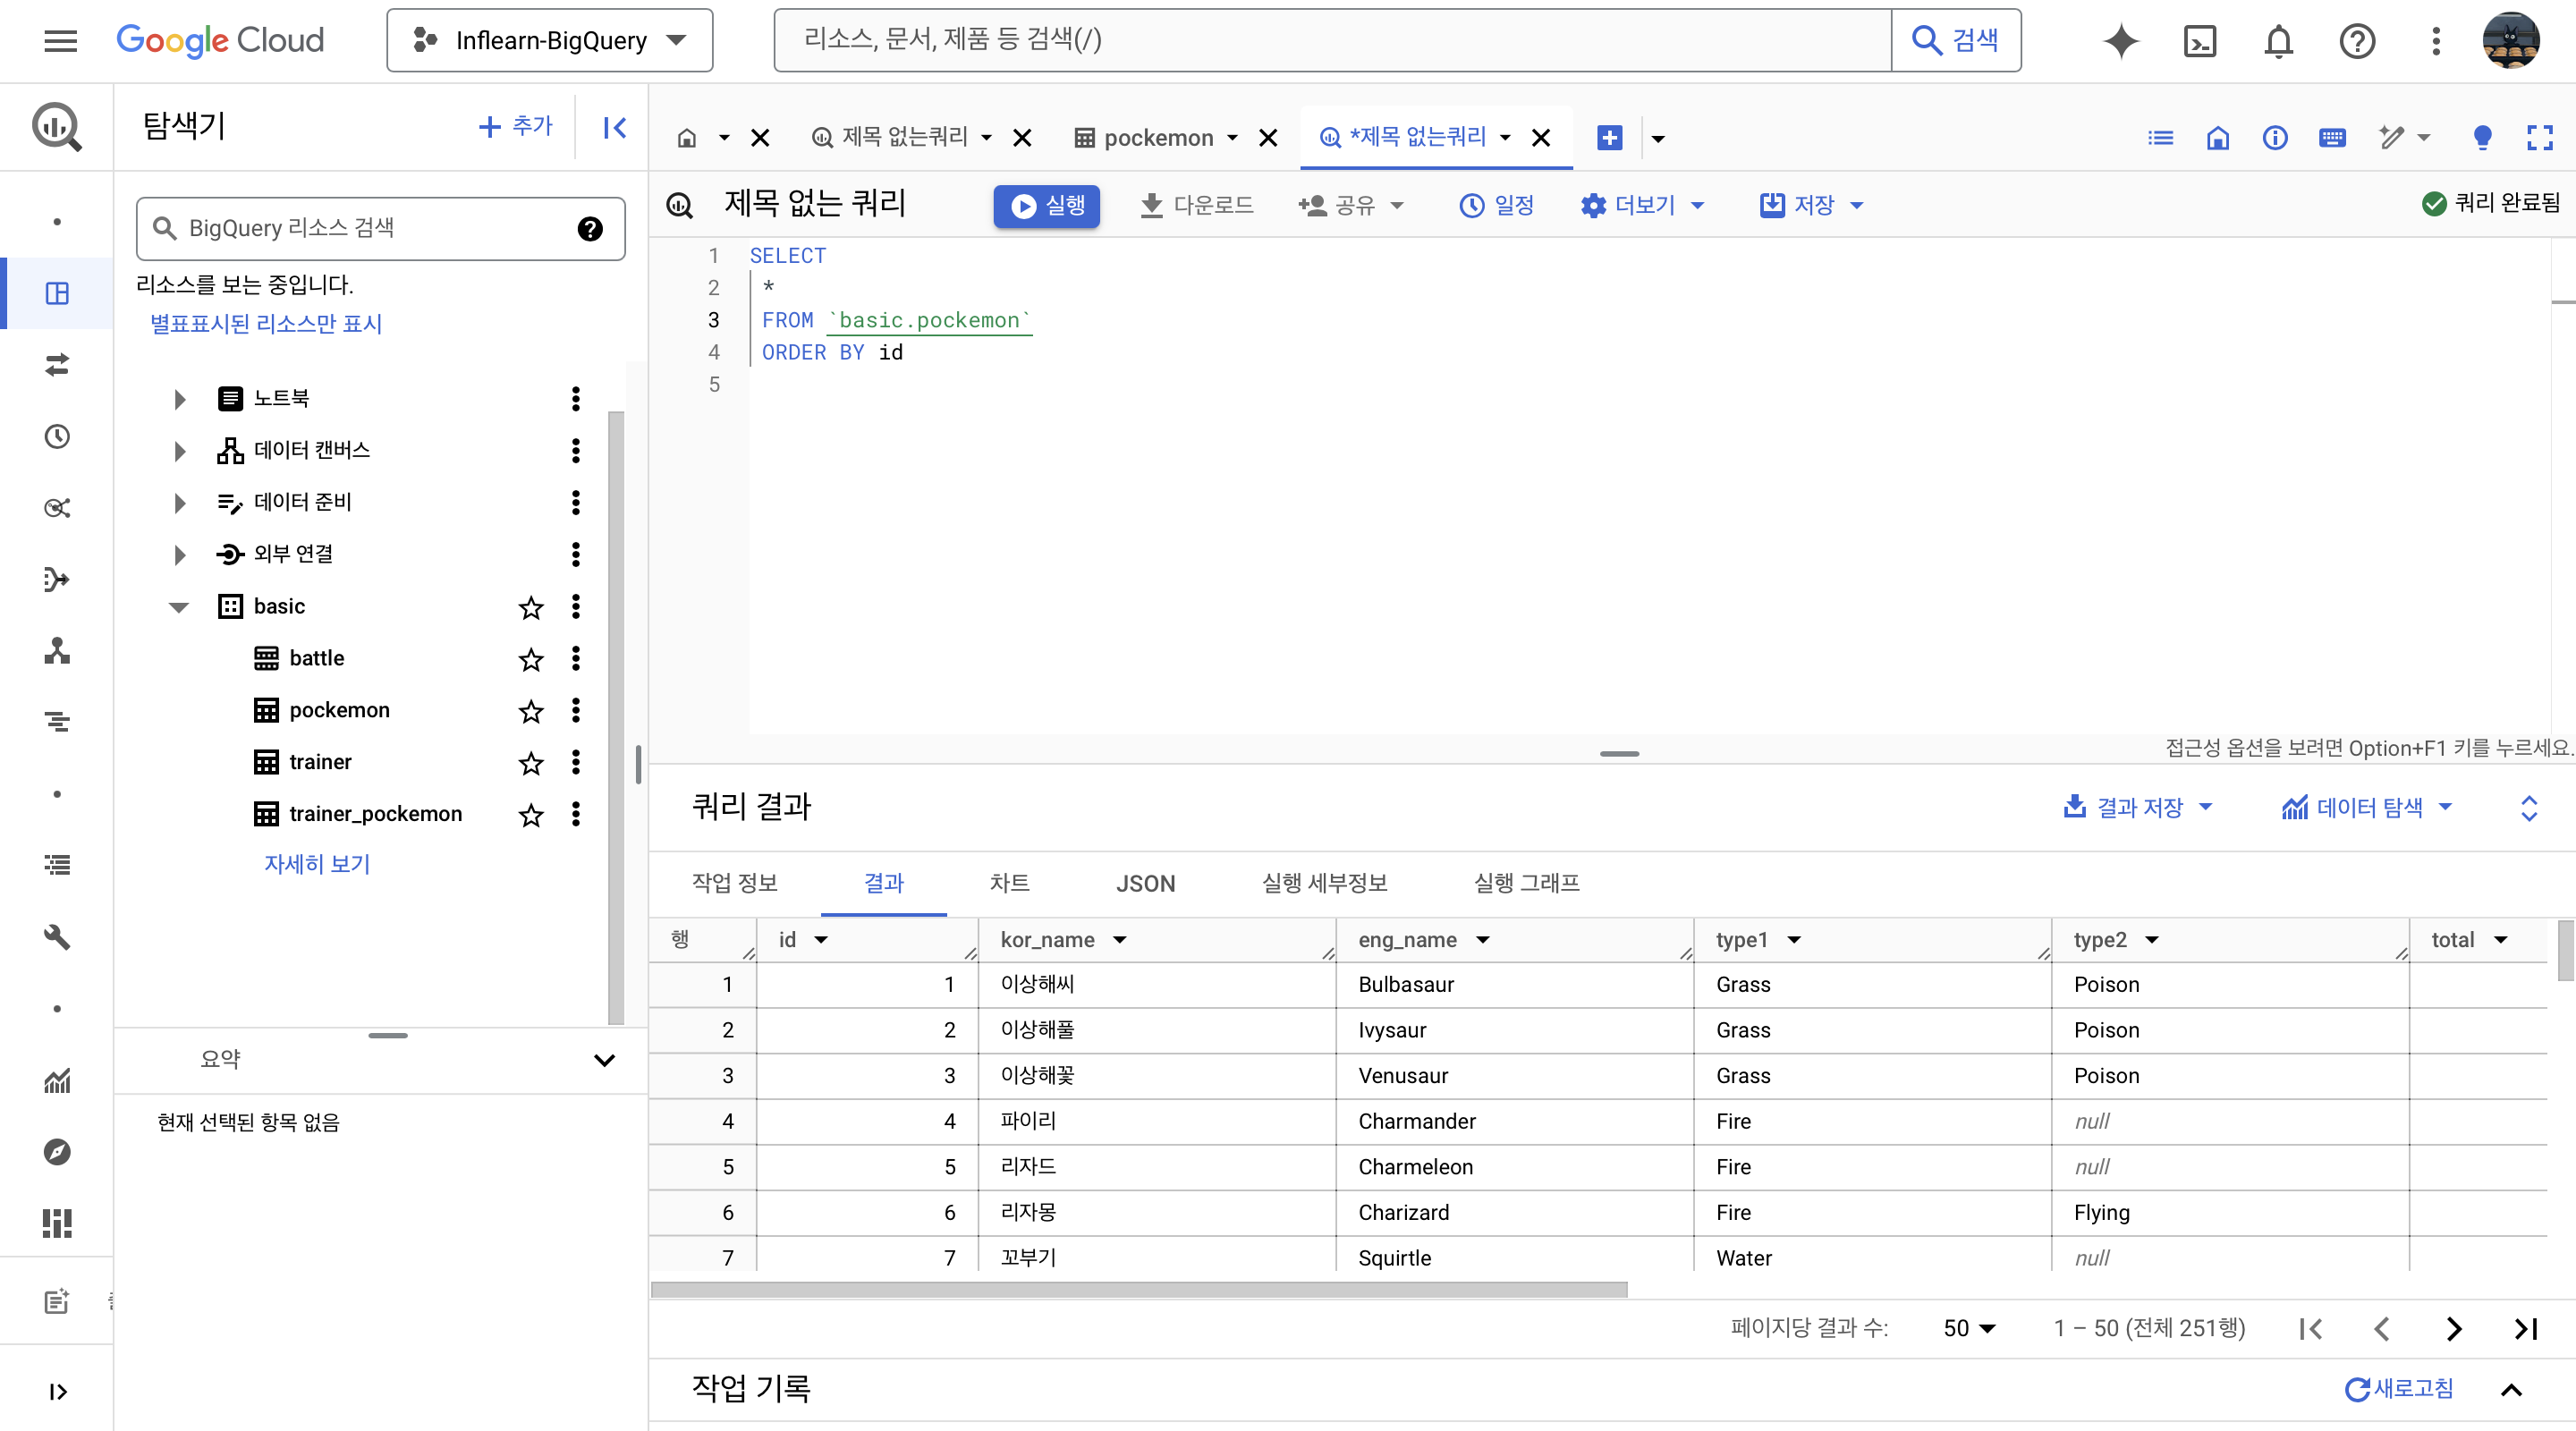 Google Cloud
Inflearn-BigQuery
리소스, 문서, 제품 등 검색(/)
검색
탐색기
추가
BigQuery 리소스 검색
리소스를 보는 중입니다.
별표표시된 리소스만 표시
노트북
데이터 캔버스
데이터 준비
외부 연결
basic
battle
pockemon
trainer
trainer_pockemon
자세히 보기
요약
현재 선택된 항목 없음
제목 없는쿼리
pockemon
*제목 없는쿼리
제목 없는 쿼리
실행
다운로드
공유
일정
더보기
저장
쿼리 완료됨
1 SELECT
2 *
3 FROM `basic.pockemon`
4 ORDER BY id
5
접근성 옵션을 보려면 Option+F1 키를 누르세요.
쿼리 결과
결과 저장
데이터 탐색
작업 정보
결과
차트
JSON
실행 세부정보
실행 그래프
행 id kor_name eng_name type1 type2 total
1 1 이상해씨 Bulbasaur Grass Poison
2 2 이상해풀 Ivysaur Grass Poison
3 3 이상해꽃 Venusaur Grass Poison
4 4 파이리 Charmander Fire null
5 5 리자드 Charmeleon Fire null
6 6 리자몽 Charizard Fire Flying
7 7 꼬부기 Squirtle Water null
페이지당 결과 수: 50 1 – 50 (전체 251행)
작업 기록
새로고침